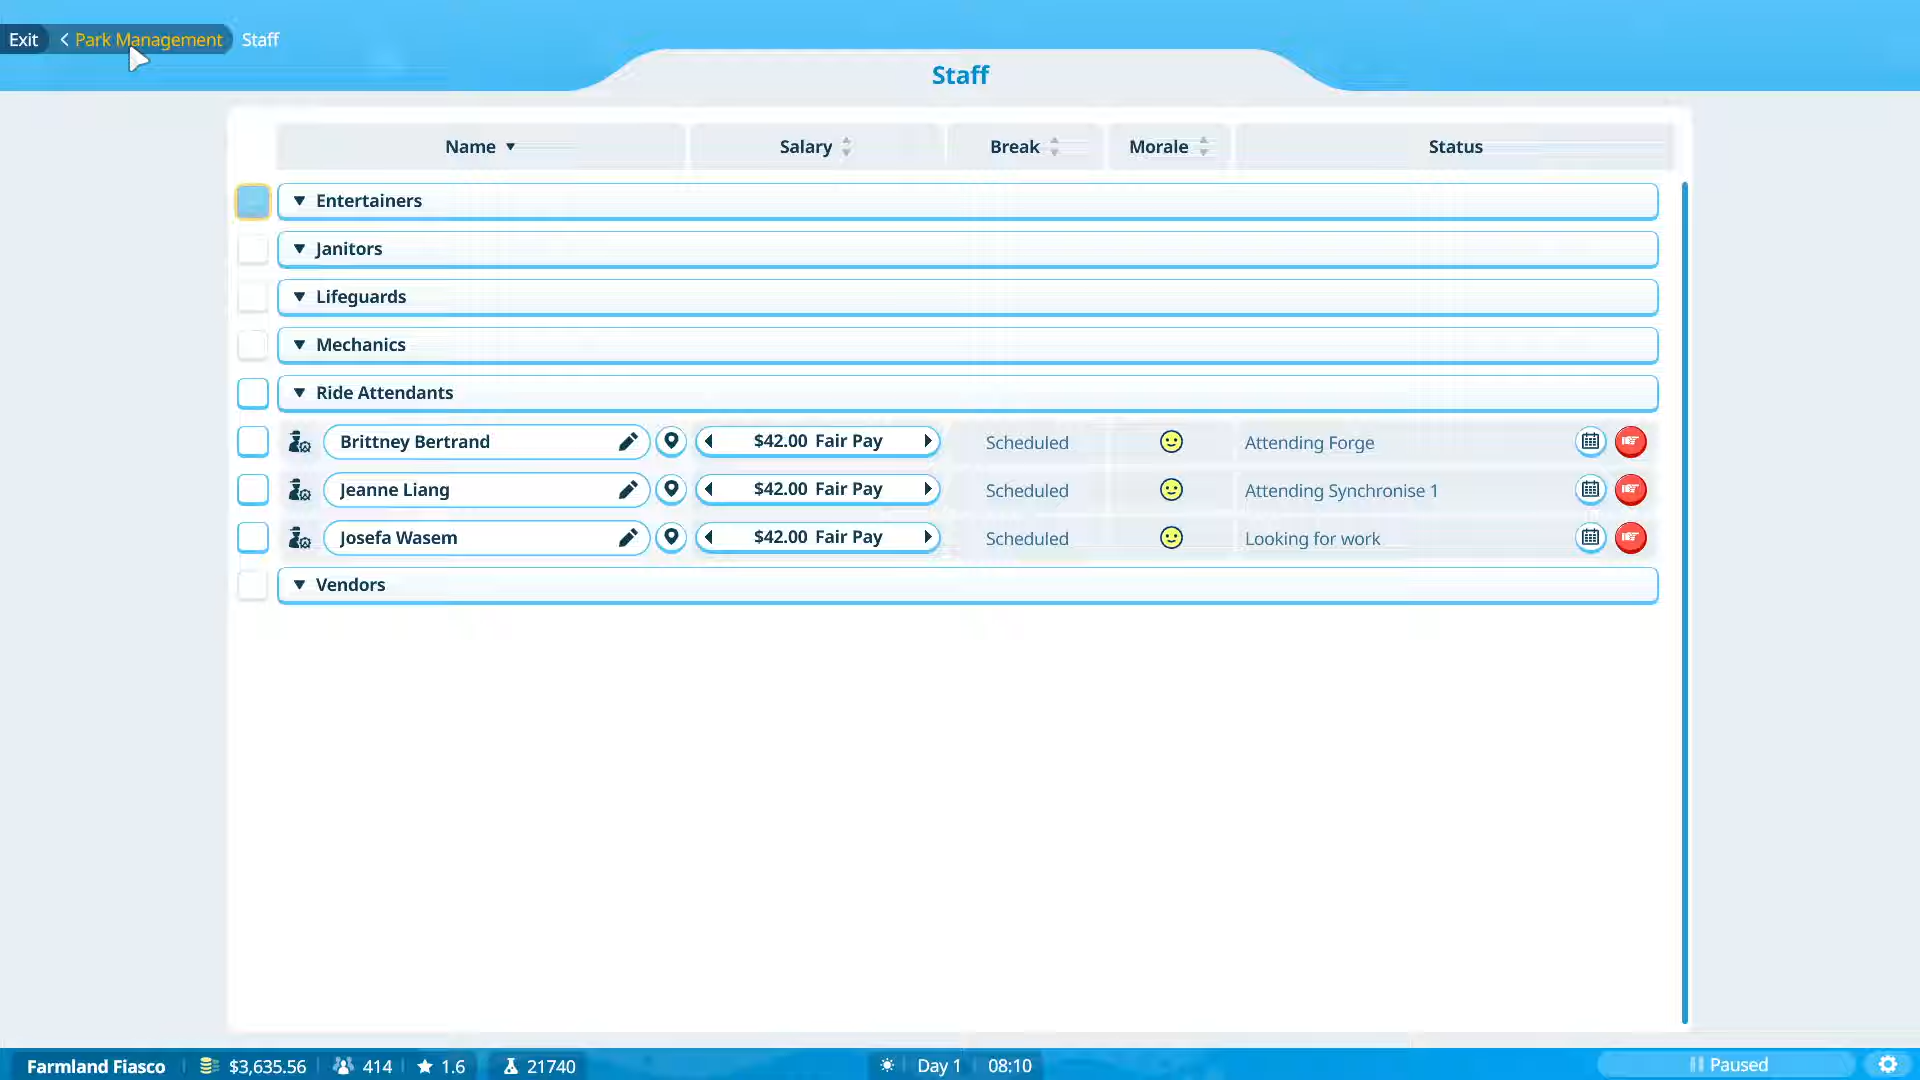 Exit Park Management Staff
Staff
Name Salary Break Morale Status
Entertainers
Janitors
Lifeguards
Mechanics
Ride Attendants
Brittney Bertrand $42.00 Fair Pay Scheduled Attending Forge
Jeanne Liang $42.00 Fair Pay Scheduled Attending Synchronise 1
Josefa Wasem $42.00 Fair Pay Scheduled Looking for work
Vendors
Farmland Fiasco $3,635.56 414 1.6 21740 Day 1 08:10 Paused